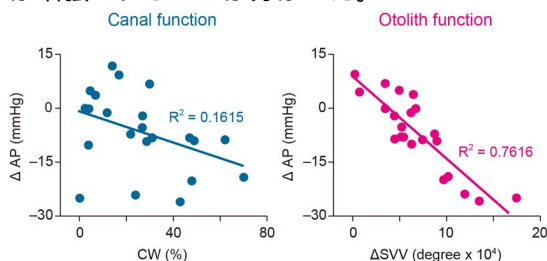 Canal function
Otolith function
15
0
−15
−30
Δ AP (mmHg)
R² = 0.1615
0
40
80
CW (%)
15
0
−15
−30
Δ AP (mmHg)
R² = 0.7616
0
10
20
ΔSVV (degree x 10⁴)